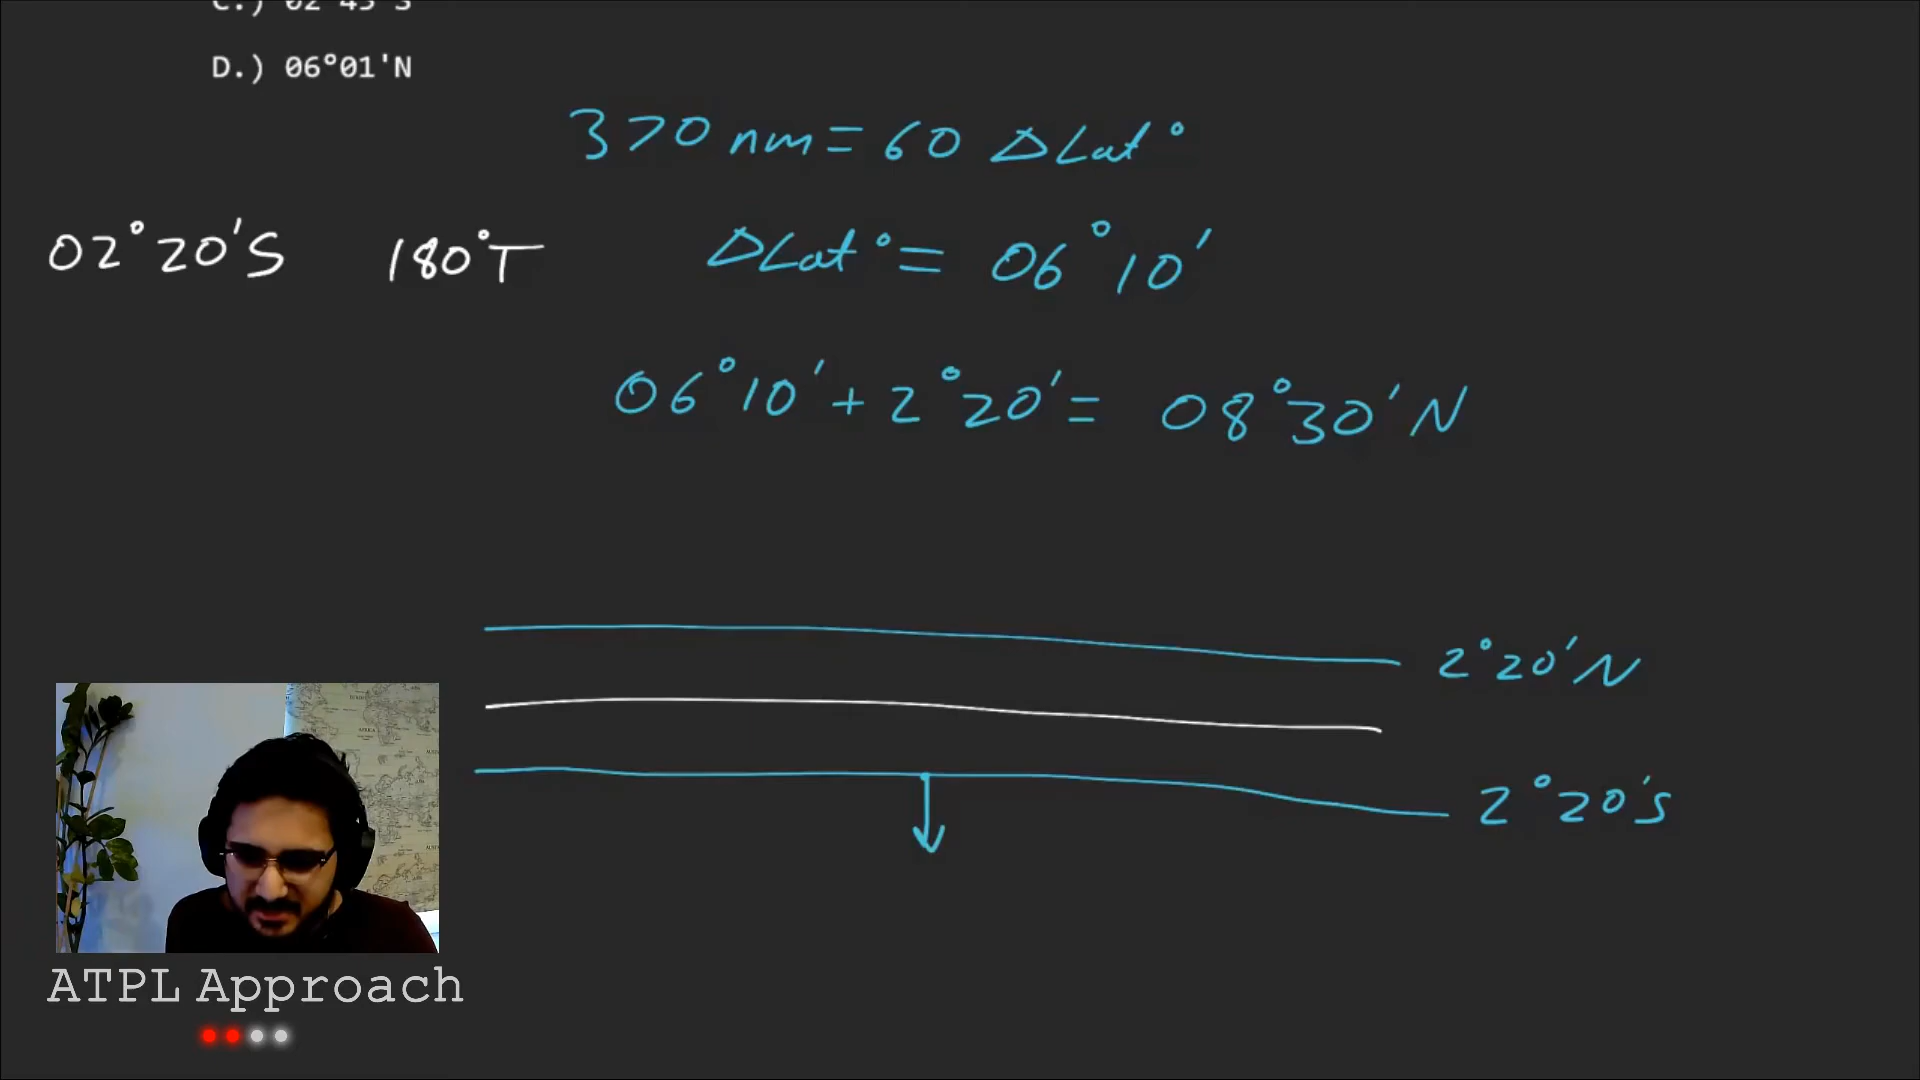 D.) 06°01'N
370 nm = 60 ΔLat°
02°20'S 180°T ΔLat° = 06°10'
06°10' + 2°20' = 08°30'N
2°20'N
2°20'S
ATPL Approach